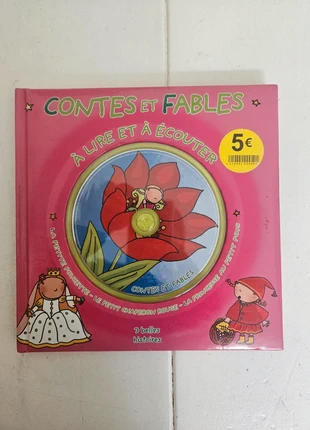 CONTES ET FABLES
5€
À LIRE ET À ÉCOUTER
CONTES ET FABLES
LA PETITE POUCETTE - LE PETIT CHAPERON ROUGE - LA PRINCESSE AU PETIT POIS
3 belles
histoires